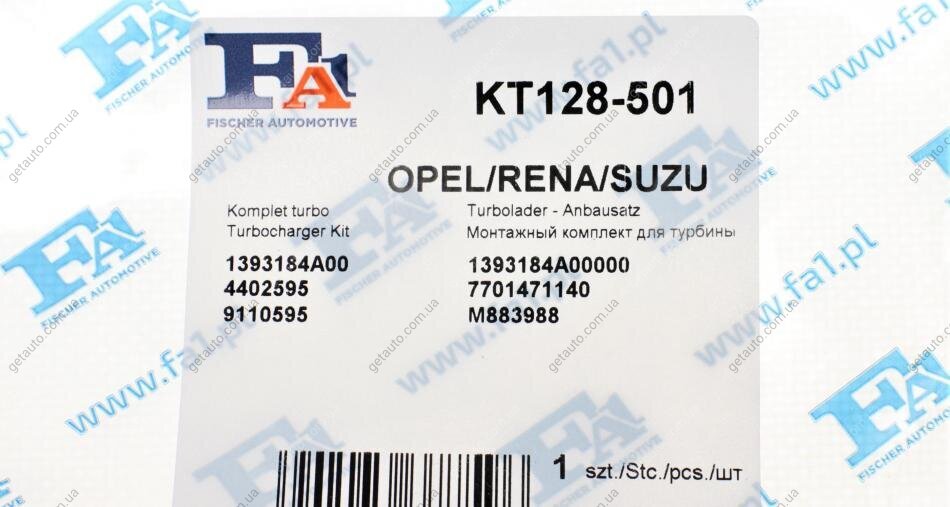 FA1
FISCHER AUTOMOTIVE
KT128-501
OPEL/RENA/SUZU
Komplet turbo
Turbocharger Kit
Turbolader - Anbausatz
Монтажный комплект для турбины
1393184A00
4402595
9110595
1393184A00000
7701471140
M883988
1 szt./Stc./pcs./шт
www.fa1.pl
getauto.com.ua